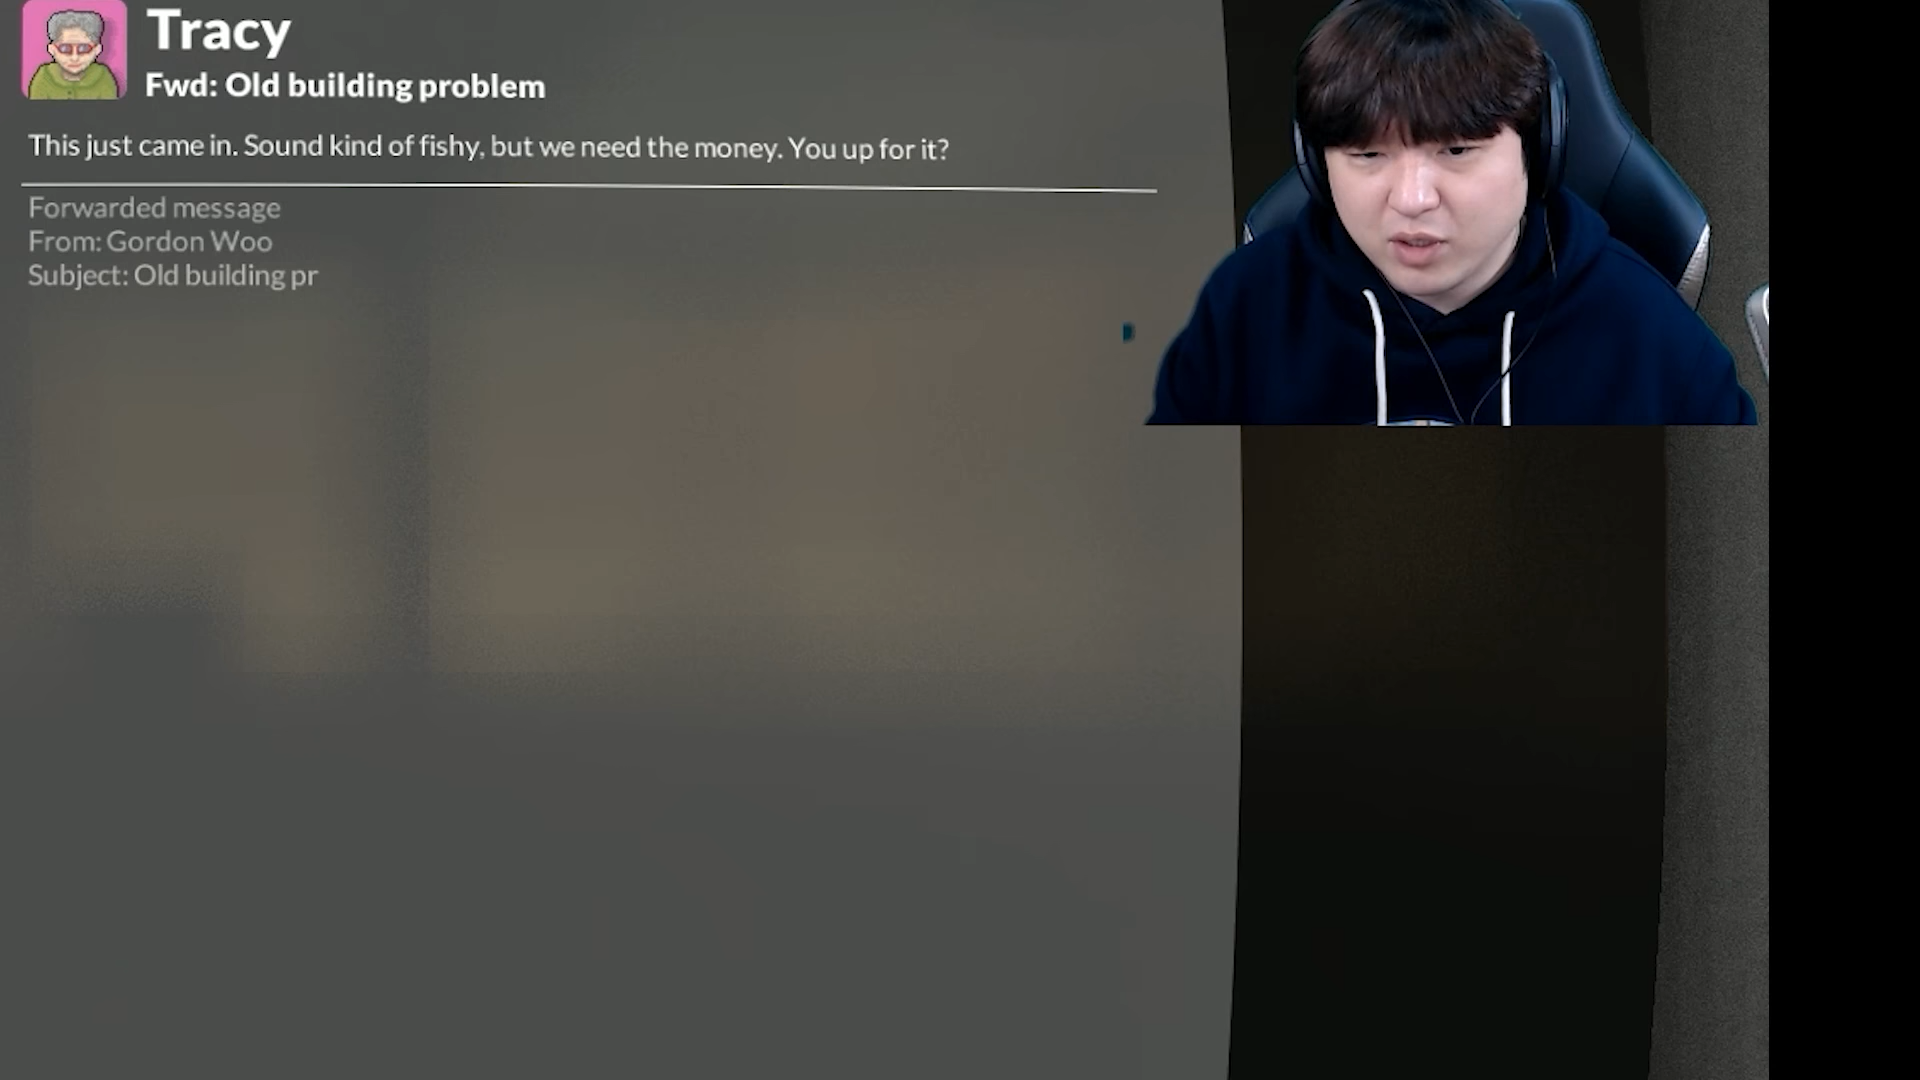 Tracy
Fwd: Old building problem
This just came in. Sound kind of fishy, but we need the money. You up for it?
Forwarded message
From: Gordon Woo
Subject: Old building pr